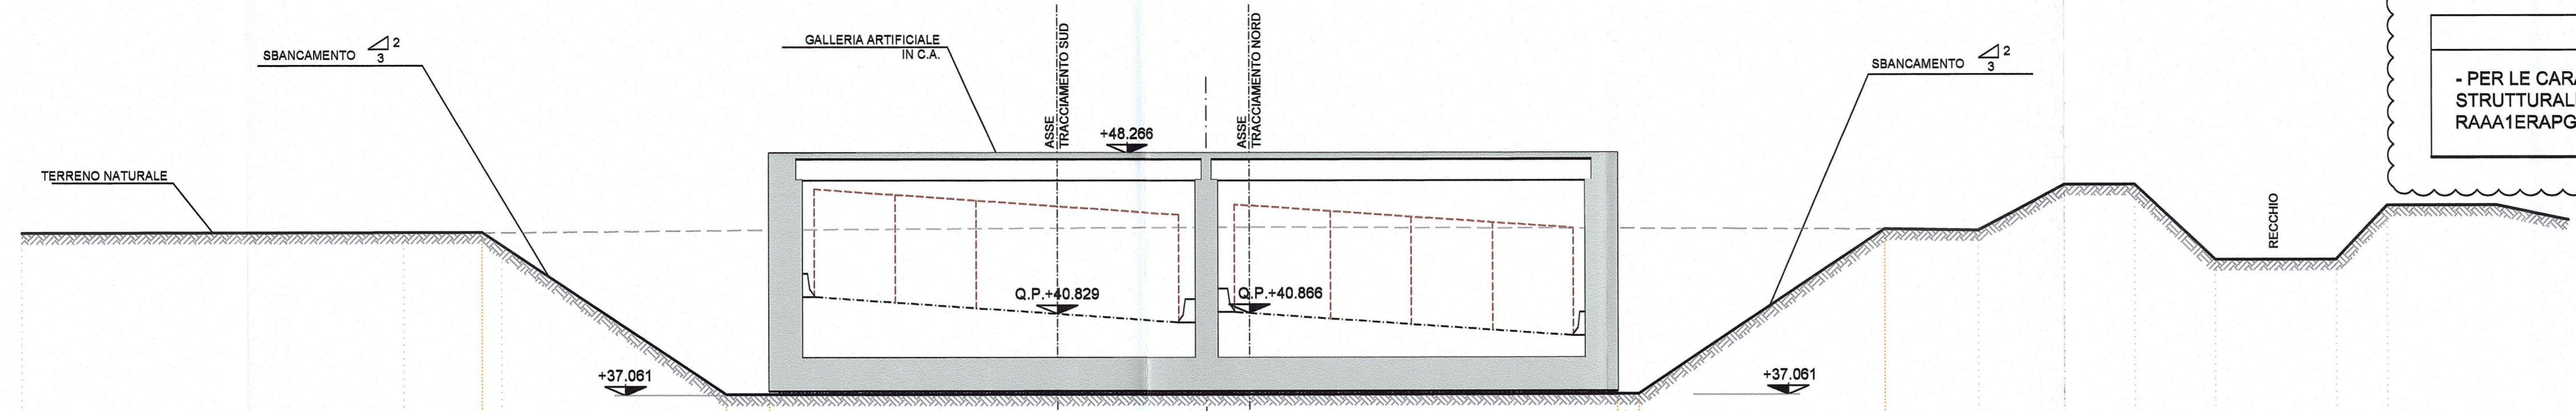 SBANCAMENTO
2
3
GALLERIA ARTIFICIALE
IN C.A.
ASSE
TRACCIAMENTO SUD
+48.266
ASSE
TRACCIAMENTO NORD
SBANCAMENTO
2
3
- PER LE CARA
STRUTTURALI
RAAA1ERAPG
TERRENO NATURALE
RECCHIO
Q.P.+40.829
Q.P.+40.866
+37.061
+37.061